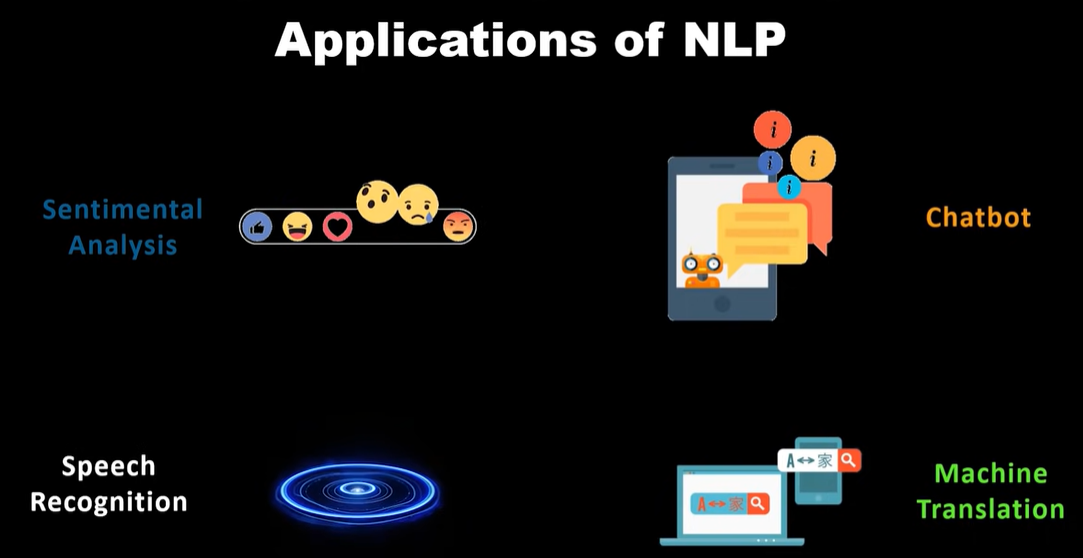 Applications of NLP
Sentimental
Analysis
i
i
i
i
Chatbot
Speech
Recognition
A↔家
A↔家
Machine
Translation